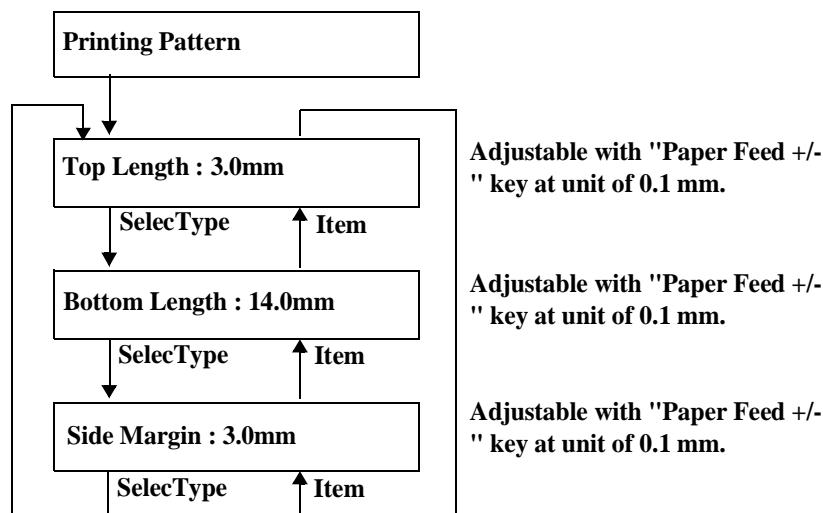 Printing Pattern
Top Length : 3.0mm
Adjustable with "Paper Feed +/-
" key at unit of 0.1 mm.
SelecType
Item
Bottom Length : 14.0mm
Adjustable with "Paper Feed +/-
" key at unit of 0.1 mm.
SelecType
Item
Side Margin : 3.0mm
Adjustable with "Paper Feed +/-
" key at unit of 0.1 mm.
SelecType
Item